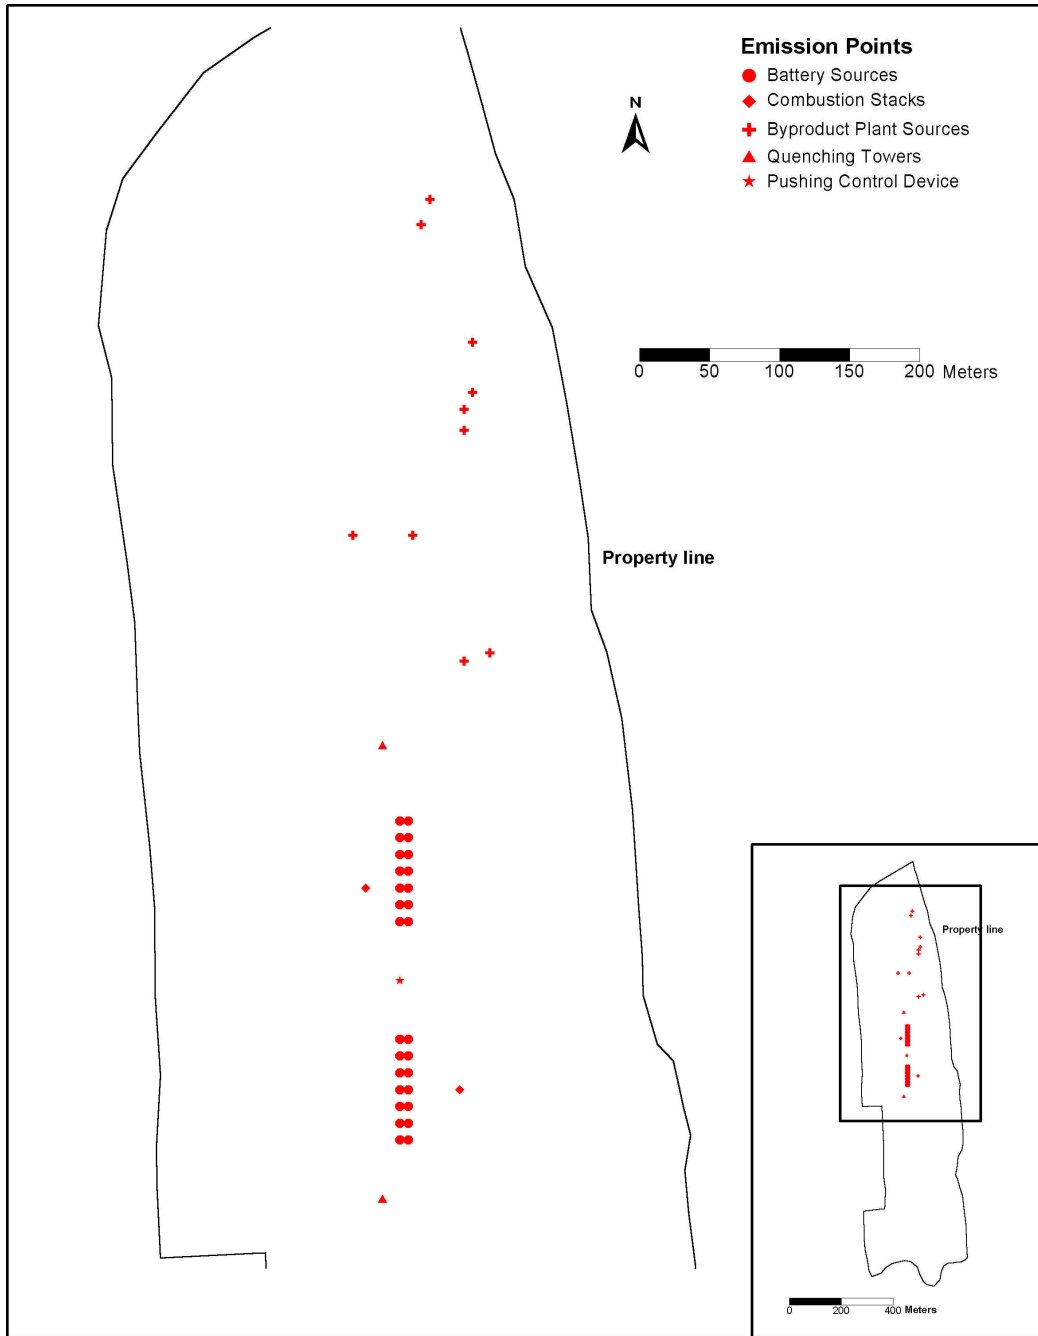 Emission Points
Battery Sources
Combustion Stacks
Byproduct Plant Sources
Quenching Towers
Pushing Control Device
N
0 50 100 150 200 Meters
Property line
Property line
0 200 400 Meters